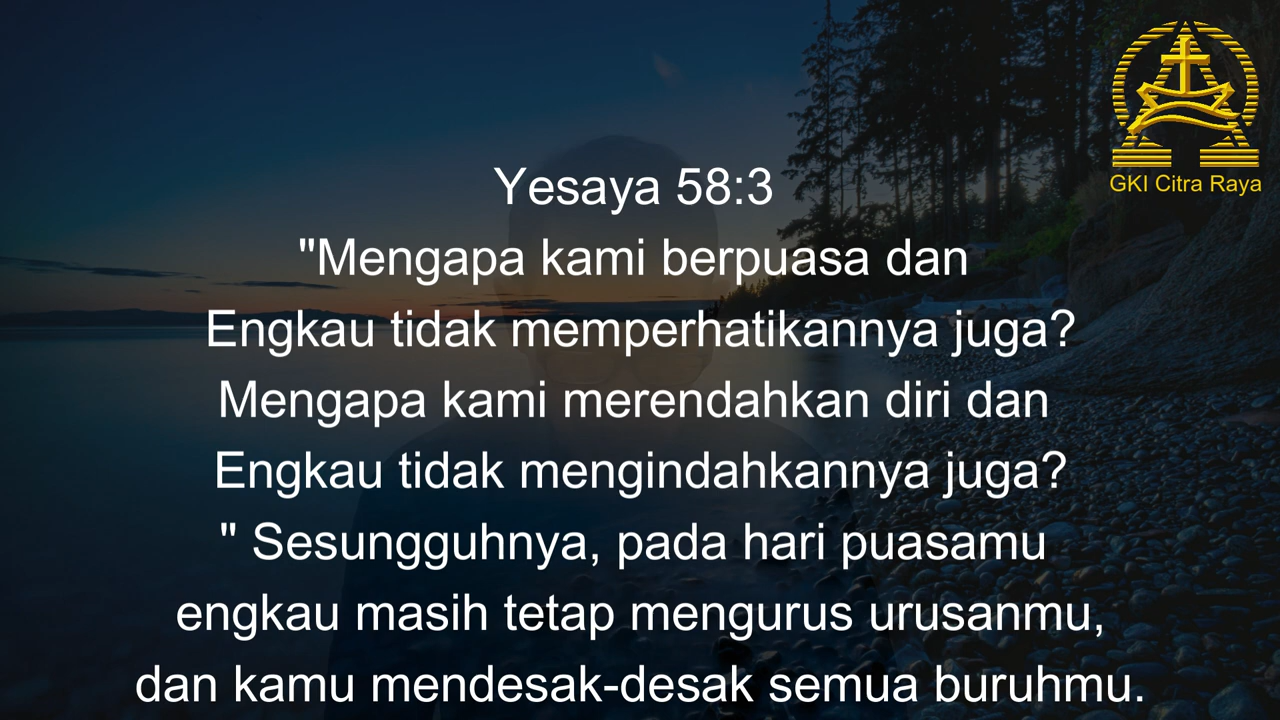 GKI Citra Raya
Yesaya 58:3
"Mengapa kami berpuasa dan
Engkau tidak memperhatikannya juga?
Mengapa kami merendahkan diri dan
Engkau tidak mengindahkannya juga?
" Sesungguhnya, pada hari puasamu
engkau masih tetap mengurus urusanmu,
dan kamu mendesak-desak semua buruhmu.